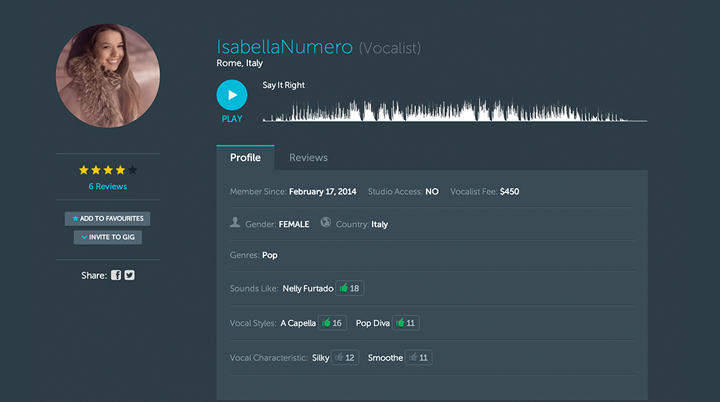 IsabellaNumero (Vocalist)
Rome, Italy
Say It Right
PLAY
6 Reviews
ADD TO FAVOURITES
INVITE TO GIG
Share:
Profile Reviews
Member Since: February 17, 2014 Studio Access: NO Vocalist Fee: $450
Gender: FEMALE Country: Italy
Genres: Pop
Sounds Like: Nelly Furtado 18
Vocal Styles: A Capella 16 Pop Diva 11
Vocal Characteristic: Silky 12 Smoothe 11